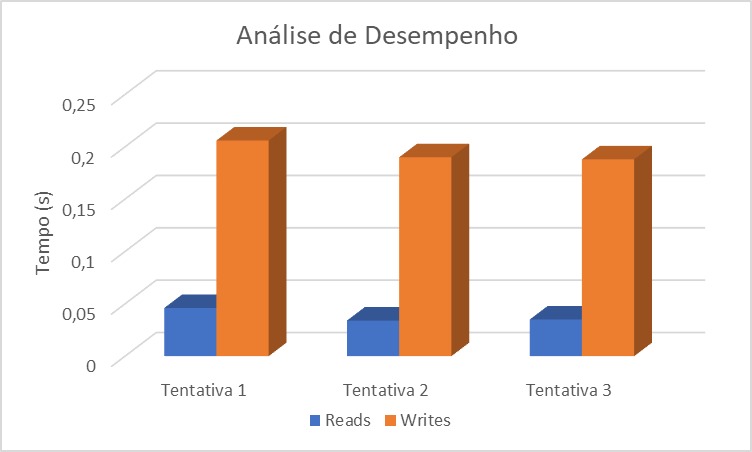 Análise de Desempenho
Tempo (s)
0,25
0,2
0,15
0,1
0,05
0
Tentativa 1
Tentativa 2
Tentativa 3
Reads
Writes